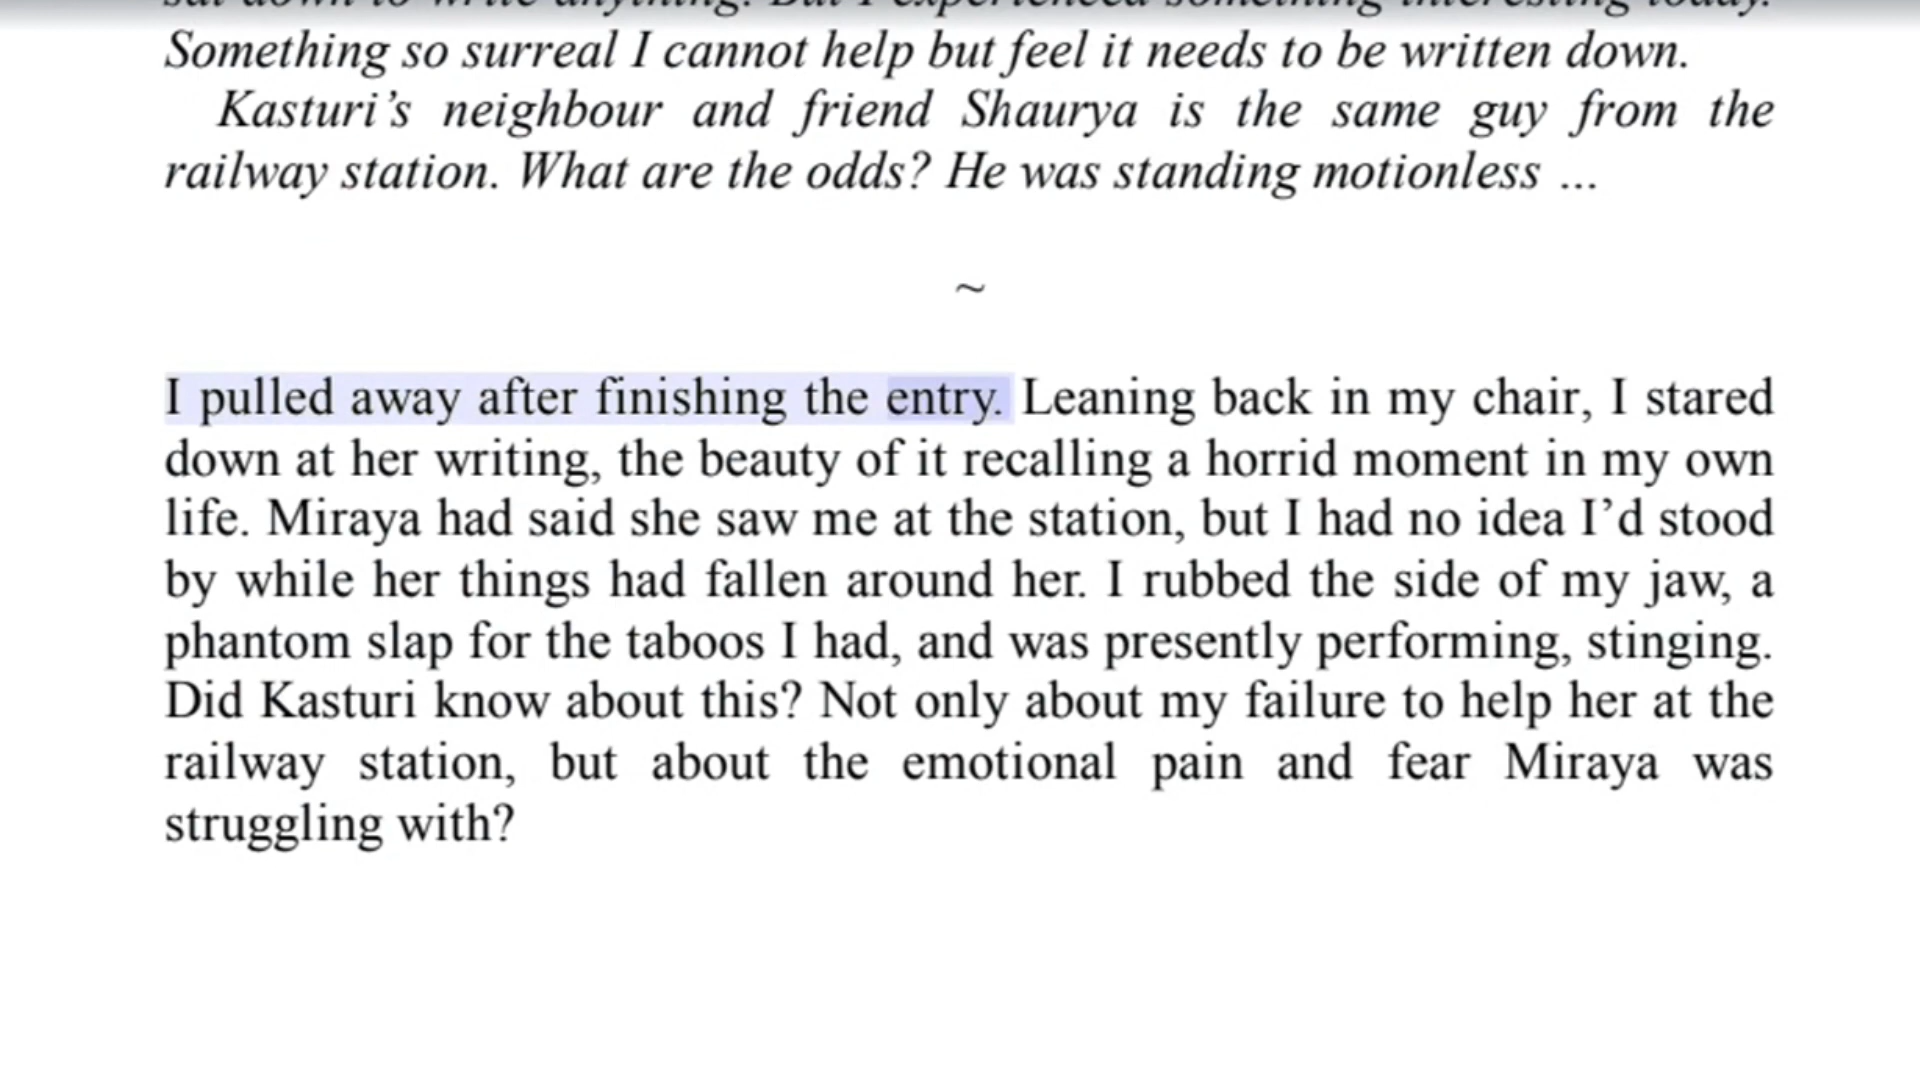 Something so surreal I cannot help but feel it needs to be written down.
Kasturi’s neighbour and friend Shaurya is the same guy from the
railway station. What are the odds? He was standing motionless ...
~
I pulled away after finishing the entry. Leaning back in my chair, I stared
down at her writing, the beauty of it recalling a horrid moment in my own
life. Miraya had said she saw me at the station, but I had no idea I’d stood
by while her things had fallen around her. I rubbed the side of my jaw, a
phantom slap for the taboos I had, and was presently performing, stinging.
Did Kasturi know about this? Not only about my failure to help her at the
railway station, but about the emotional pain and fear Miraya was
struggling with?